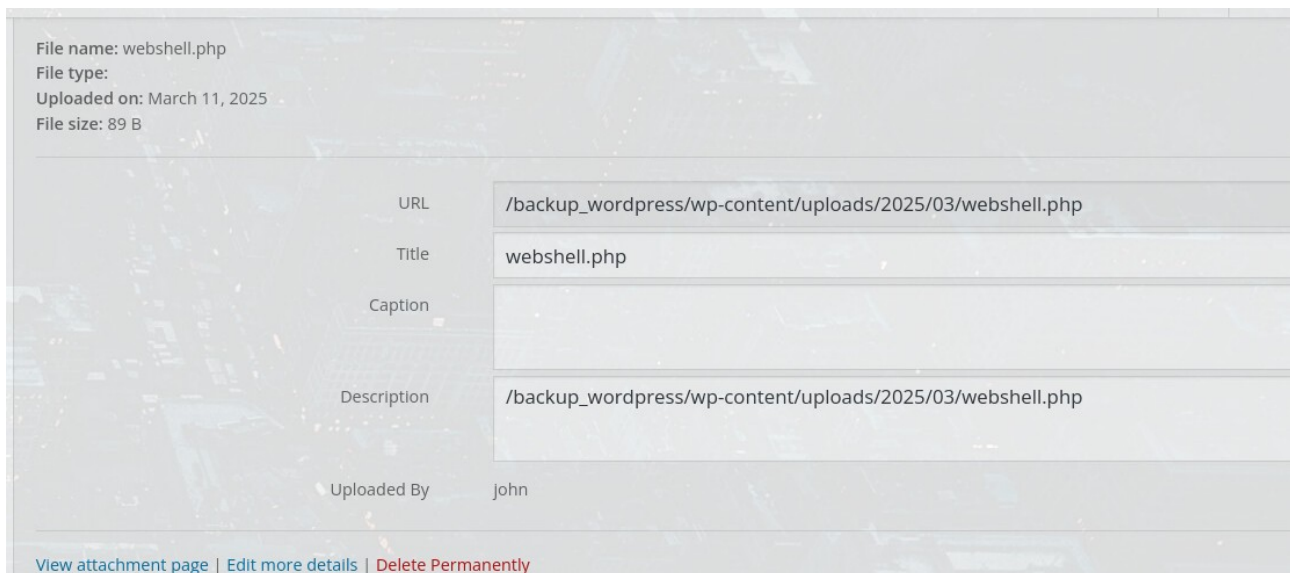 File name: webshell.php
File type:
Uploaded on: March 11, 2025
File size: 89 B
URL /backup_wordpress/wp-content/uploads/2025/03/webshell.php
Title webshell.php
Caption
Description /backup_wordpress/wp-content/uploads/2025/03/webshell.php
Uploaded By john
View attachment page | Edit more details | Delete Permanently